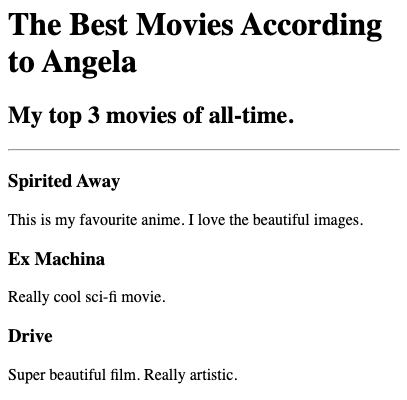 The Best Movies According
to Angela
My top 3 movies of all-time.
Spirited Away
This is my favourite anime. I love the beautiful images.
Ex Machina
Really cool sci-fi movie.
Drive
Super beautiful film. Really artistic.